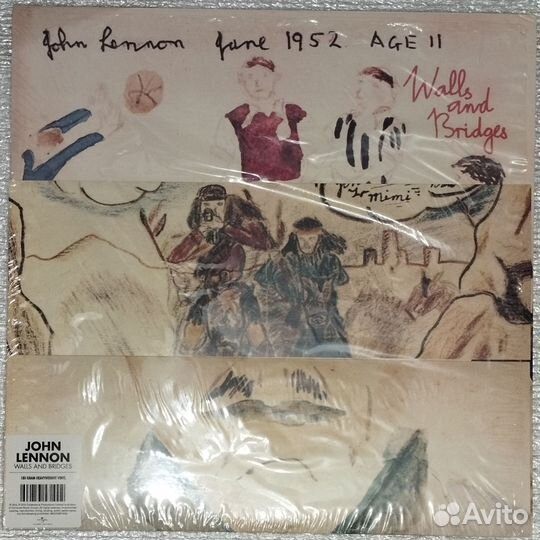 John Lennon June 1952 AGE 11
Walls
and
Bridges
mimi
JOHN
LENNON
WALLS AND BRIDGES
180 GRAM HEAVYWEIGHT VINYL
Avito